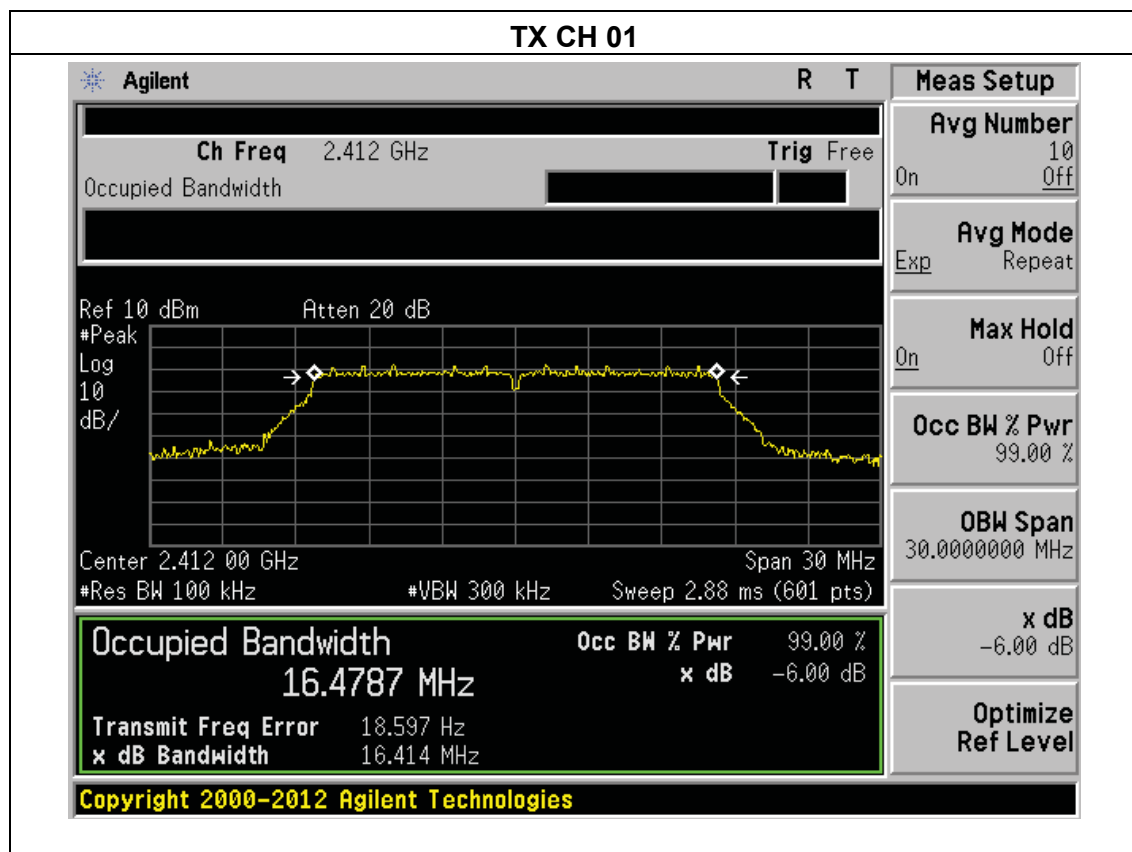 TX CH 01
Agilent R T
Ch Freq 2.412 GHz Trig Free
Occupied Bandwidth
Ref 10 dBm Atten 20 dB
#Peak
Log
10
dB/
Center 2.412 00 GHz Span 30 MHz
#Res BW 100 kHz #VBW 300 kHz Sweep 2.88 ms (601 pts)
Occupied Bandwidth Occ BW % Pwr 99.00 %
16.4787 MHz x dB -6.00 dB
Transmit Freq Error 18.597 Hz
x dB Bandwidth 16.414 MHz
Copyright 2000-2012 Agilent Technologies
Meas Setup
Avg Number
10
On Off
Avg Mode
Exp Repeat
Max Hold
On Off
Occ BW % Pwr
99.00 %
OBW Span
30.0000000 MHz
x dB
-6.00 dB
Optimize
Ref Level